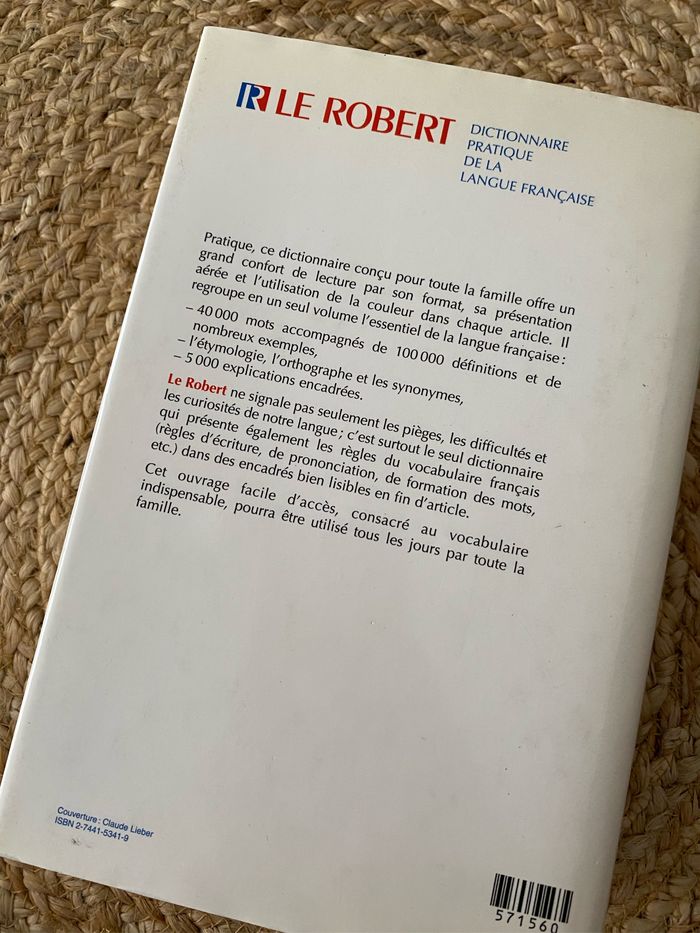 LE ROBERT
DICTIONNAIRE
PRATIQUE
DE LA
LANGUE FRANÇAISE
Pratique, ce dictionnaire conçu pour toute la famille offre un
grand confort de lecture par son format, sa présentation
aérée et l'utilisation de la couleur dans chaque article. Il
regroupe en un seul volume l'essentiel de la langue française :
– 40 000 mots accompagnés de 100 000 définitions et de
nombreux exemples,
– l'étymologie, l'orthographe et les synonymes,
– 5 000 explications encadrées.
Le Robert ne signale pas seulement les pièges, les difficultés et
les curiosités de notre langue ; c'est surtout le seul dictionnaire
qui présente également les règles du vocabulaire français
(règles d'écriture, de prononciation, de formation des mots,
etc.) dans des encadrés bien lisibles en fin d'article.
Cet ouvrage facile d'accès, consacré au vocabulaire
indispensable, pourra être utilisé tous les jours par toute la
famille.
Couverture : Claude Lieber
ISBN 2-7441-5341-9
571560